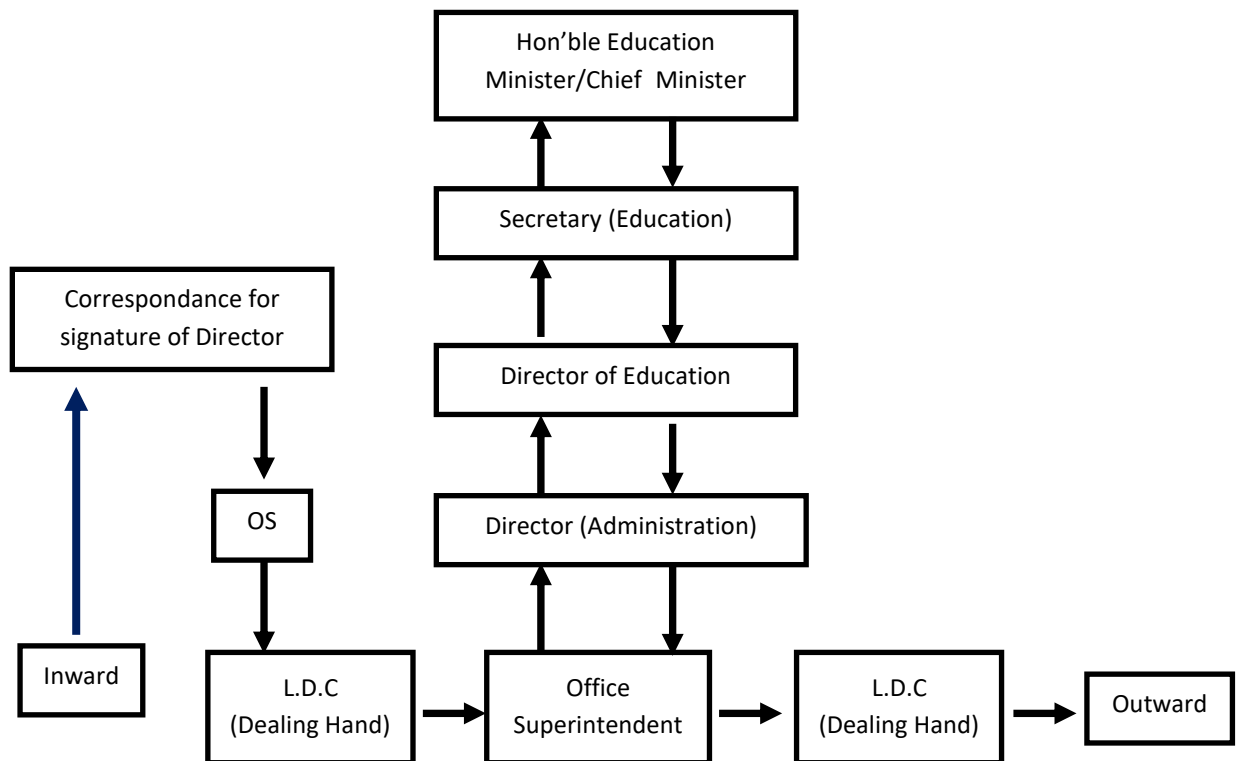 Hon’ble Education
Minister/Chief Minister
Secretary (Education)
Correspondance for
signature of Director
Director of Education
OS
Director (Administration)
Inward
L.D.C
(Dealing Hand)
Office
Superintendent
L.D.C
(Dealing Hand)
Outward